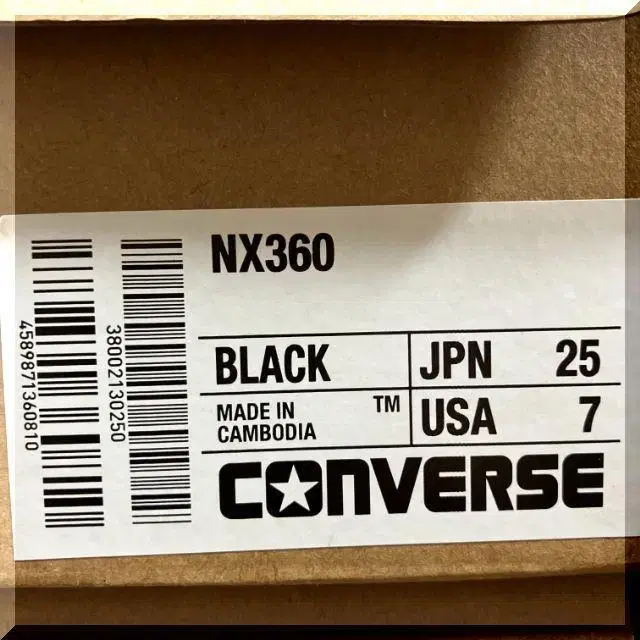 NX360
BLACK
JPN 25
MADE IN
CAMBODIA
TM
USA 7
CONVERSE
4589871360810
38002130250